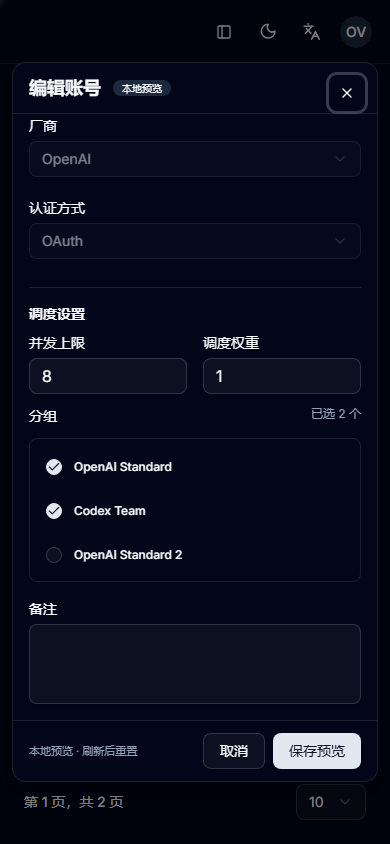 OV
编辑账号 本地预览
厂商
OpenAI
认证方式
OAuth
调度设置
并发上限 调度权重
8 1
分组 已选 2 个
OpenAI Standard
Codex Team
OpenAI Standard 2
备注
本地预览 · 刷新后重置 取消 保存预览
第 1 页，共 2 页 10